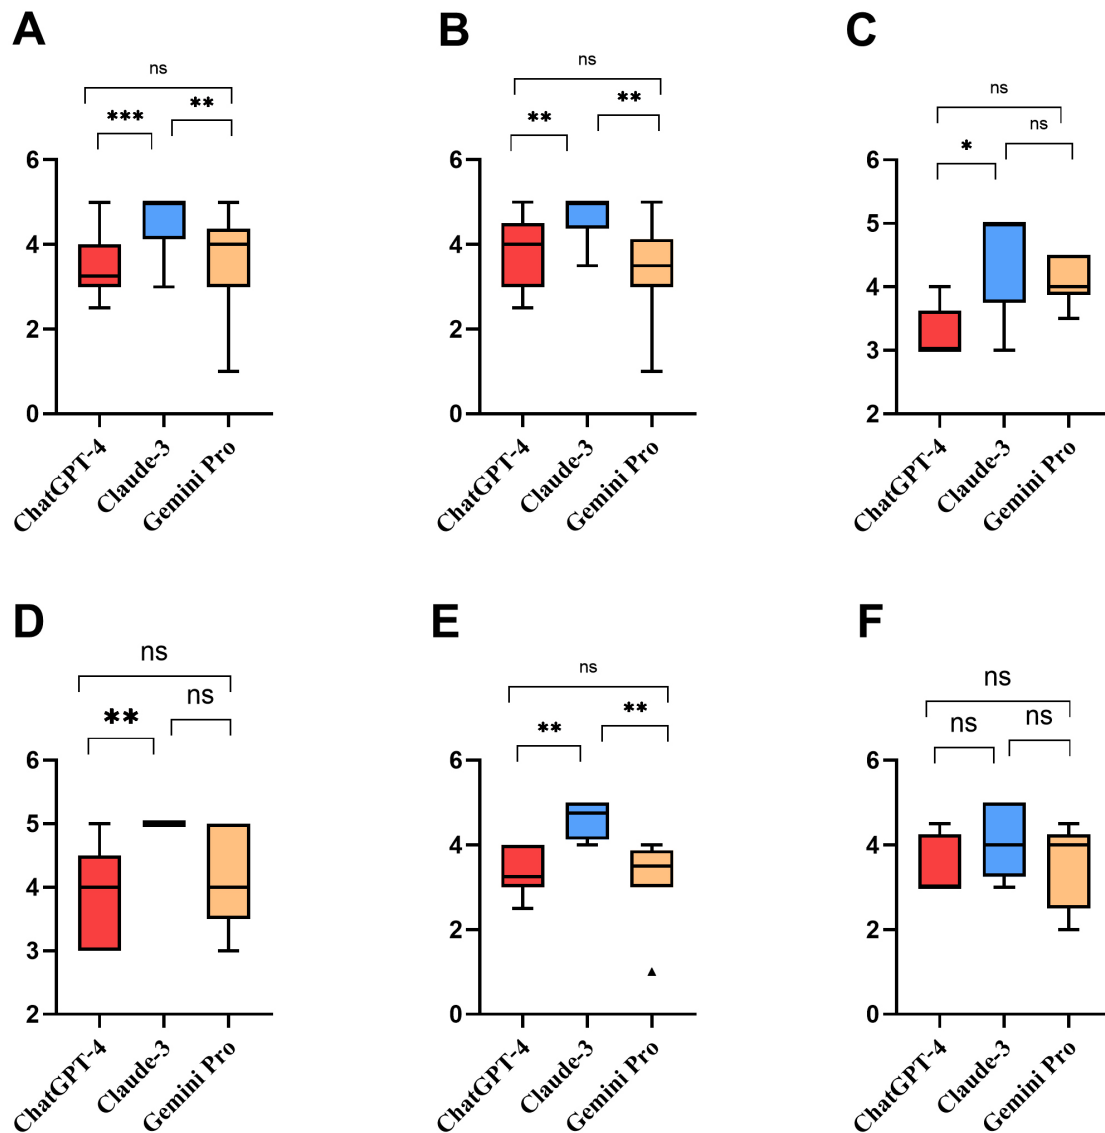 A
ns
***
**
6
4
2
0
ChatGPT-4
Claude-3
Gemini Pro
B
ns
**
**
6
4
2
0
ChatGPT-4
Claude-3
Gemini Pro
C
ns
*
ns
6
5
4
3
2
ChatGPT-4
Claude-3
Gemini Pro
D
ns
**
ns
6
5
4
3
2
ChatGPT-4
Claude-3
Gemini Pro
E
ns
**
**
6
4
2
0
ChatGPT-4
Claude-3
Gemini Pro
F
ns
ns
ns
6
4
2
0
ChatGPT-4
Claude-3
Gemini Pro